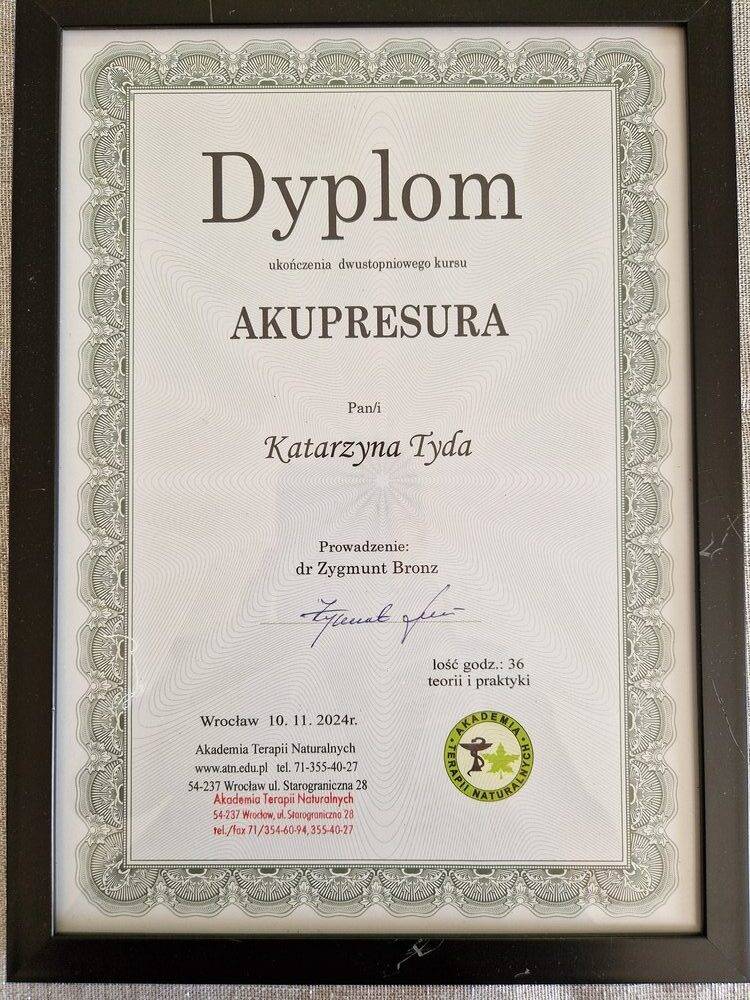 Dyplom
ukończenia dwustopniowego kursu
AKUPRESURA
Pan/i
Katarzyna Tyda
Prowadzenie:
dr Zygmunt Bronz
lość godz.: 36
teorii i praktyki
Wrocław 10. 11. 2024r.
Akademia Terapii Naturalnych
www.atn.edu.pl tel. 71-355-40-27
54-237 Wrocław ul. Starograniczna 28
Akademia Terapii Naturalnych
54-237 Wrocław, ul. Starograniczna 28
tel./fax 71/354-60-94, 355-40-27
• AKADEMIA •
TERAPII NATURALNYCH